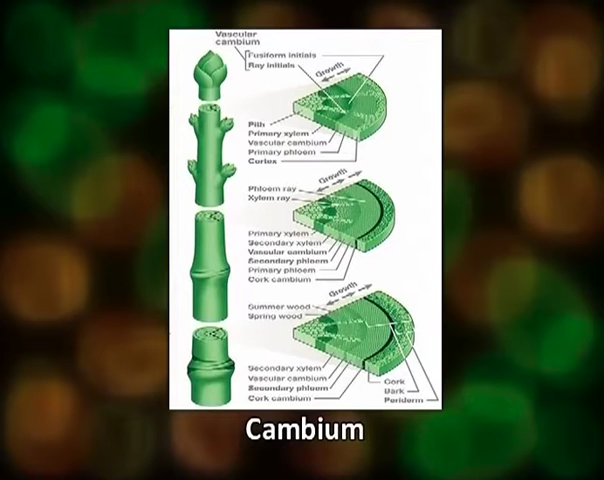 Vascular
cambium
Fusiform initials
Ray initials
Growth
Pith
Primary xylem
Vascular cambium
Primary phloem
Cortex
Growth
Phloem ray
Xylem ray
Primary xylem
Secondary xylem
Vascular cambium
Secondary phloem
Primary phloem
Cork cambium
Growth
Summer wood
Spring wood
Secondary xylem
Vascular cambium
Secondary phloem
Cork cambium
Cork
Bark
Periderm
Cambium